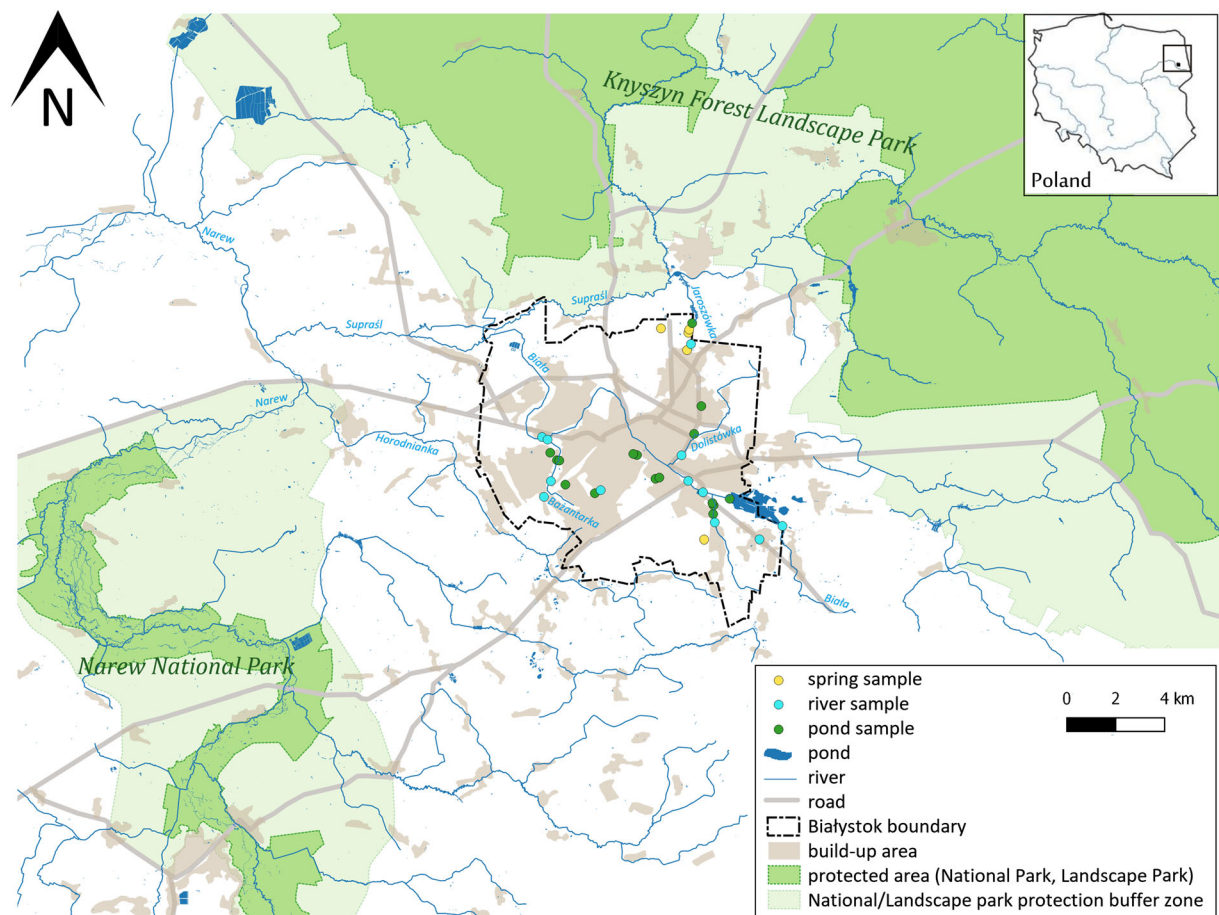 N
Knyszyn Forest Landscape Park
Poland
Narew
Supraśl
Jaroszówka
Supraśl
Biała
Narew
Horodnianka
Dolistówka
Bażantarka
Biała
Narew National Park
spring sample
river sample
pond sample
pond
river
road
Białystok boundary
build-up area
protected area (National Park, Landscape Park)
National/Landscape park protection buffer zone
0 2 4 km